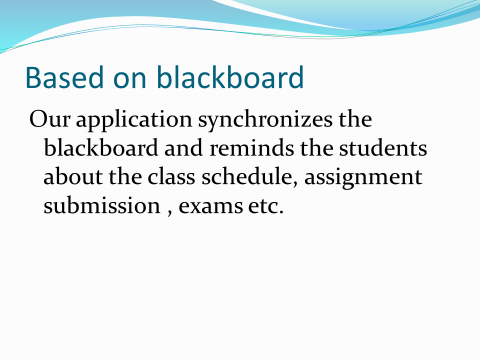 Based on blackboard
Our application synchronizes the
blackboard and reminds the students
about the class schedule, assignment
submission , exams etc.